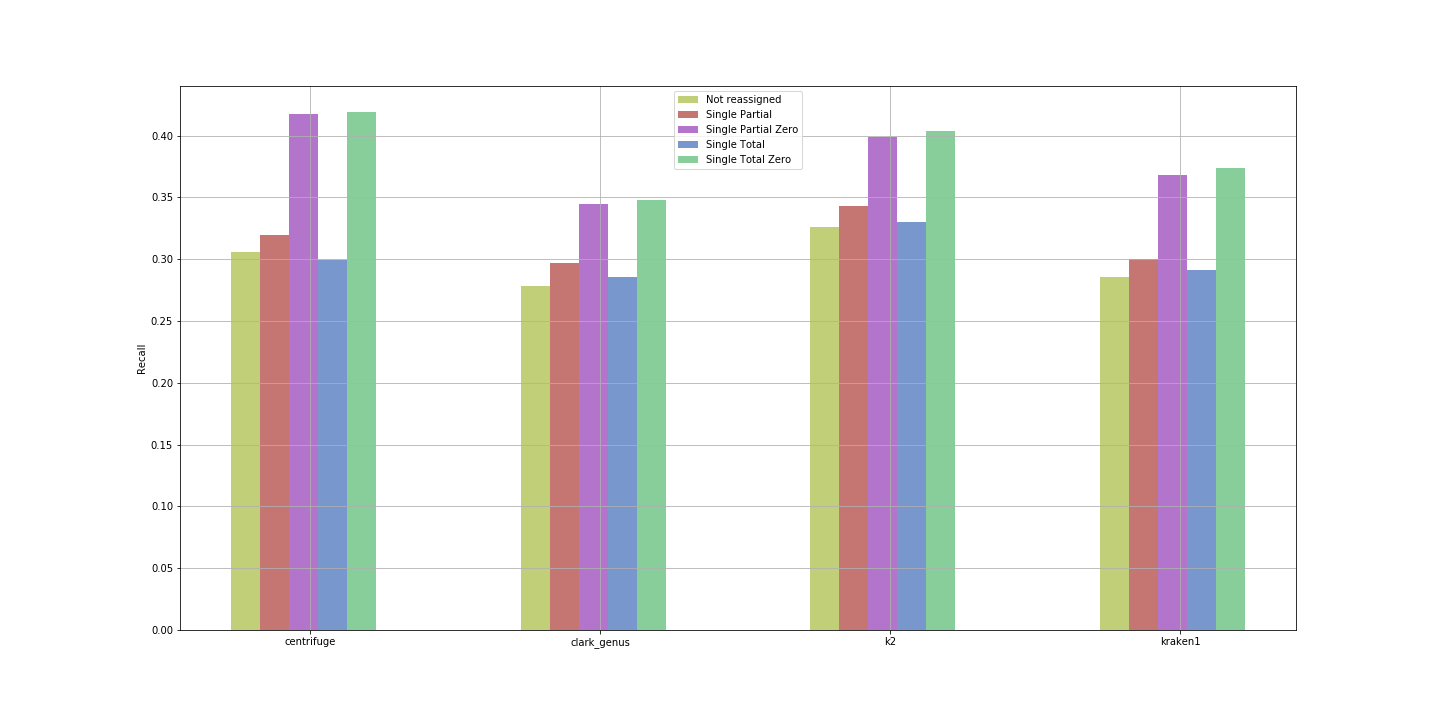 Not reassigned
Single Partial
Single Partial Zero
Single Total
Single Total Zero
0.40
0.35
0.30
0.25
0.20
0.15
0.10
0.05
0.00
Recall
centrifuge
clark_genus
k2
kraken1